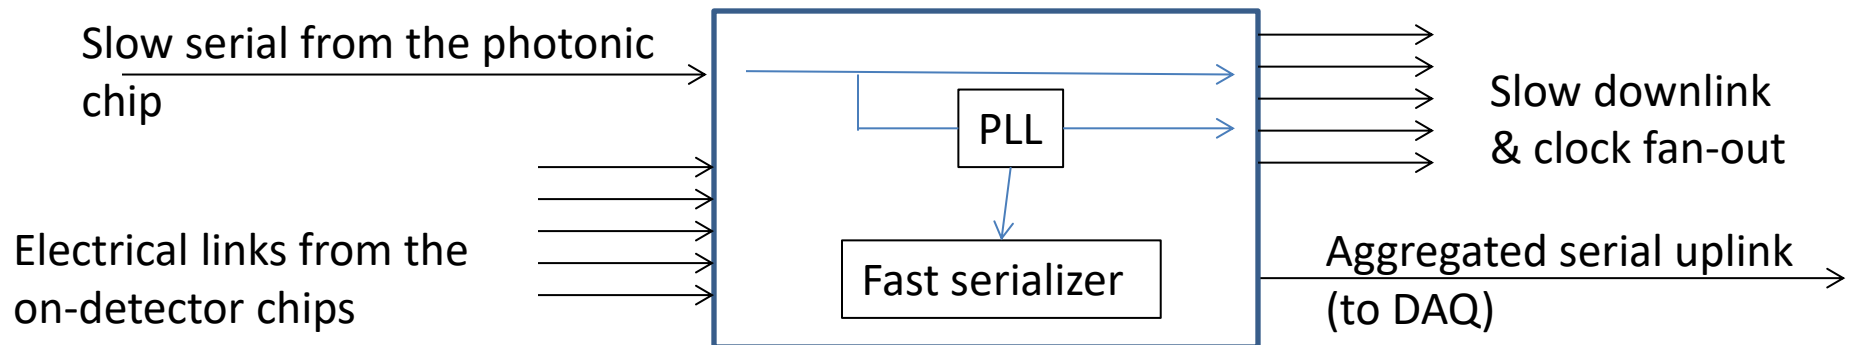 Slow serial from the photonic
chip
PLL
Slow downlink
& clock fan-out
Electrical links from the
on-detector chips
Fast serializer
Aggregated serial uplink
(to DAQ)